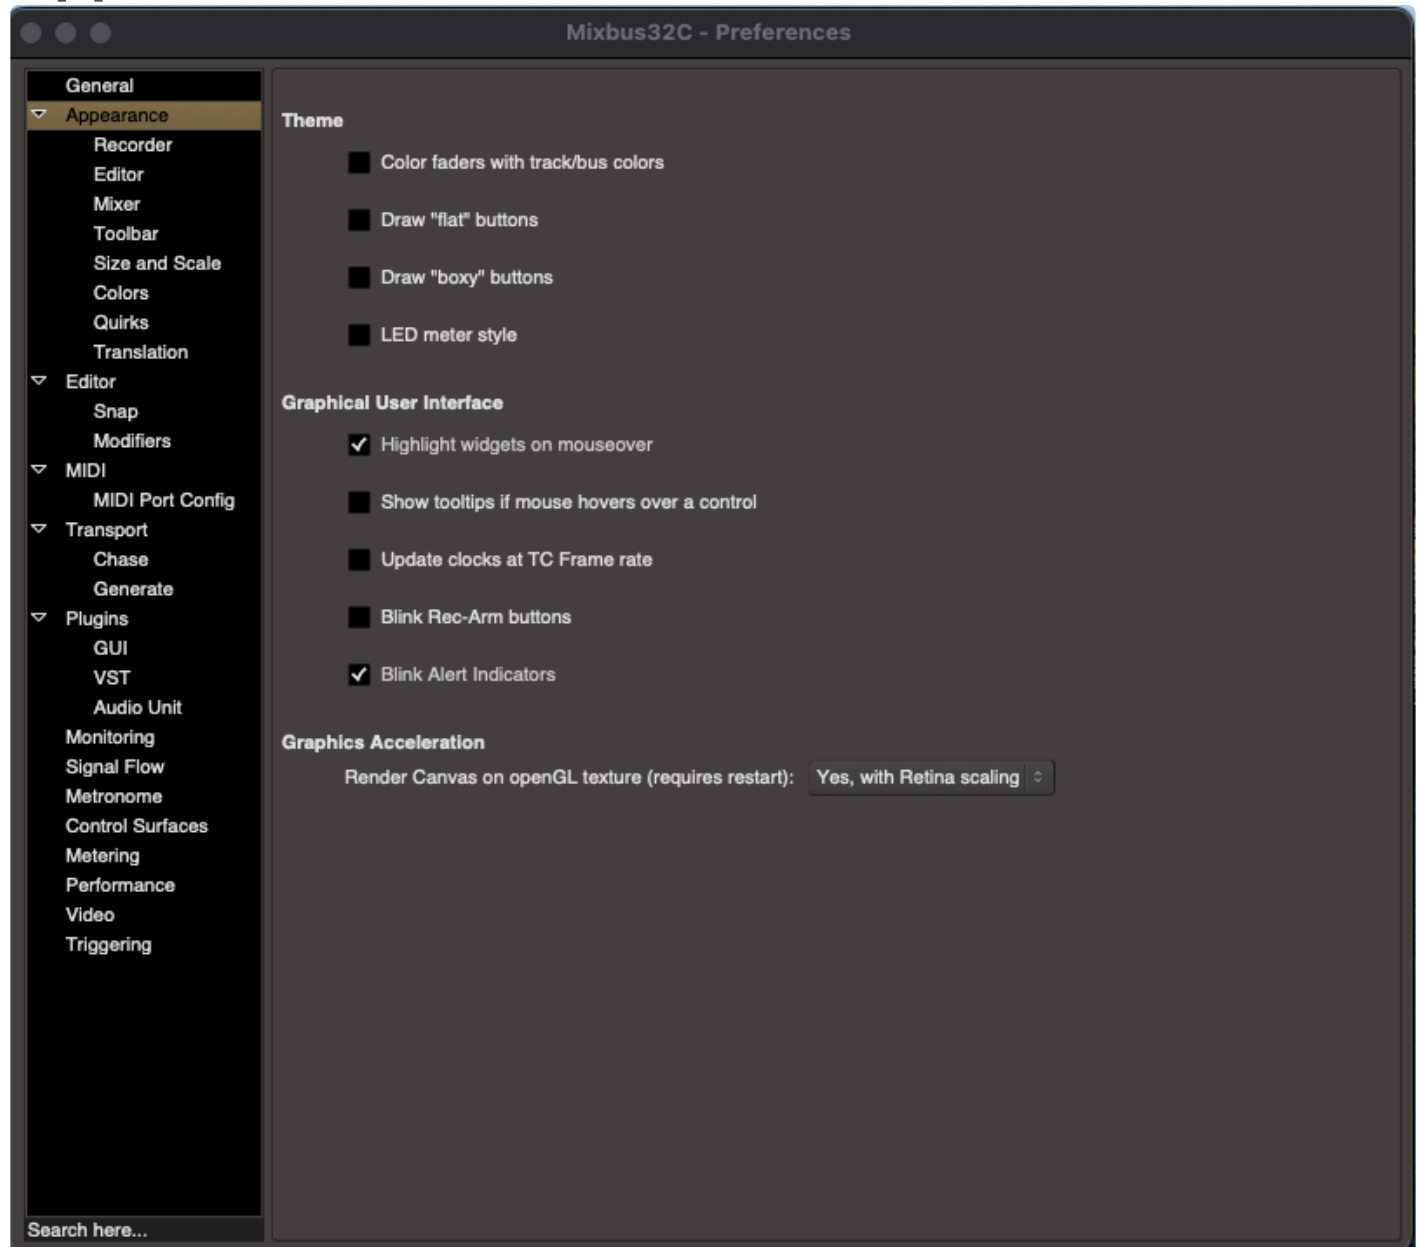 Mixbus32C - Preferences
General
Appearance
Recorder
Editor
Mixer
Toolbar
Size and Scale
Colors
Quirks
Translation
Editor
Snap
Modifiers
MIDI
MIDI Port Config
Transport
Chase
Generate
Plugins
GUI
VST
Audio Unit
Monitoring
Signal Flow
Metronome
Control Surfaces
Metering
Performance
Video
Triggering
Search here...
Theme
Color faders with track/bus colors
Draw "flat" buttons
Draw "boxy" buttons
LED meter style
Graphical User Interface
Highlight widgets on mouseover
Show tooltips if mouse hovers over a control
Update clocks at TC Frame rate
Blink Rec-Arm buttons
Blink Alert Indicators
Graphics Acceleration
Render Canvas on openGL texture (requires restart): Yes, with Retina scaling